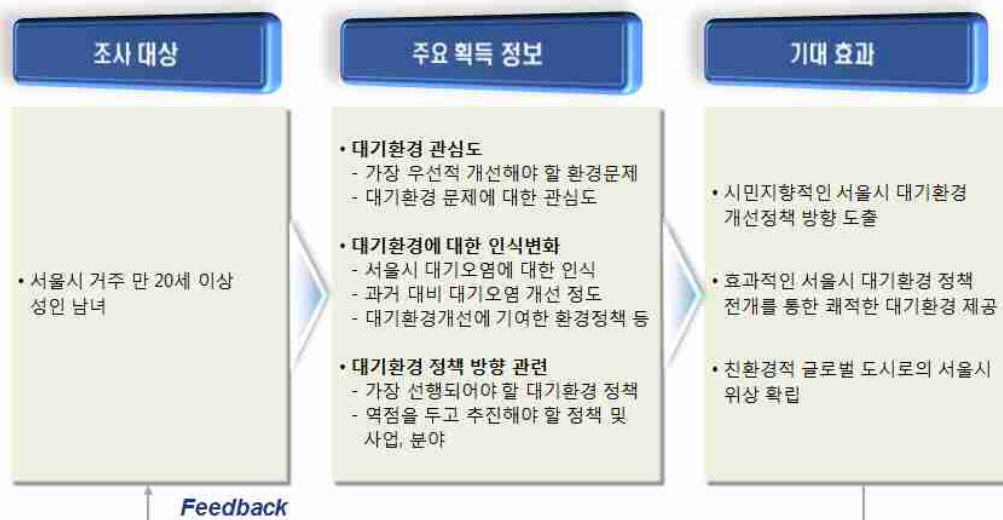 조사 대상
• 서울시 거주 만 20세 이상
성인 남녀
주요 획득 정보
• 대기환경 관심도
- 가장 우선적 개선해야 할 환경문제
- 대기환경 문제에 대한 관심도
• 대기환경에 대한 인식변화
- 서울시 대기오염에 대한 인식
- 과거 대비 대기오염 개선 정도
- 대기환경개선에 기여한 환경정책 등
• 대기환경 정책 방향 관련
- 가장 선행되어야 할 대기환경 정책
- 역점을 두고 추진해야 할 정책 및
사업, 분야
기대 효과
• 시민지향적인 서울시 대기환경
개선정책 방향 도출
• 효과적인 서울시 대기환경 정책
전개를 통한 쾌적한 대기환경 제공
• 친환경적 글로벌 도시로의 서울시
위상 확립
Feedback